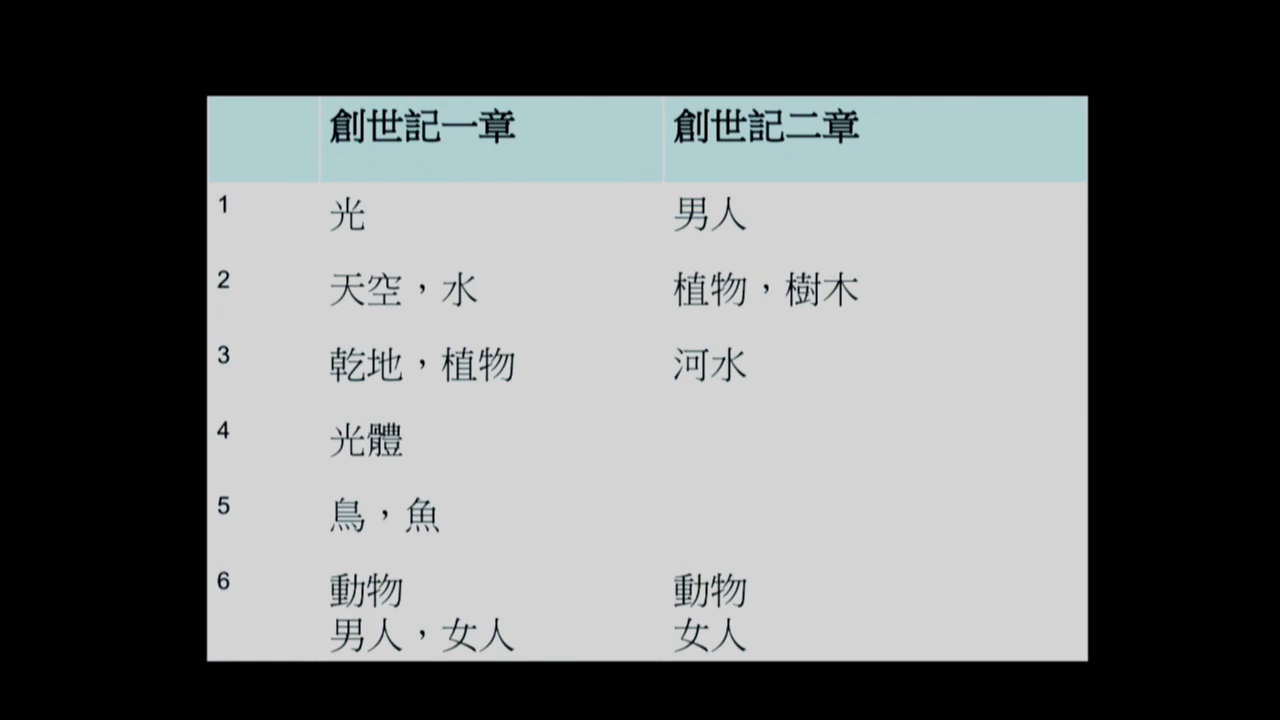 創世記一章 創世記二章
1 光 男人
2 天空，水 植物，樹木
3 乾地，植物 河水
4 光體
5 鳥，魚
6 動物 動物
男人，女人 女人